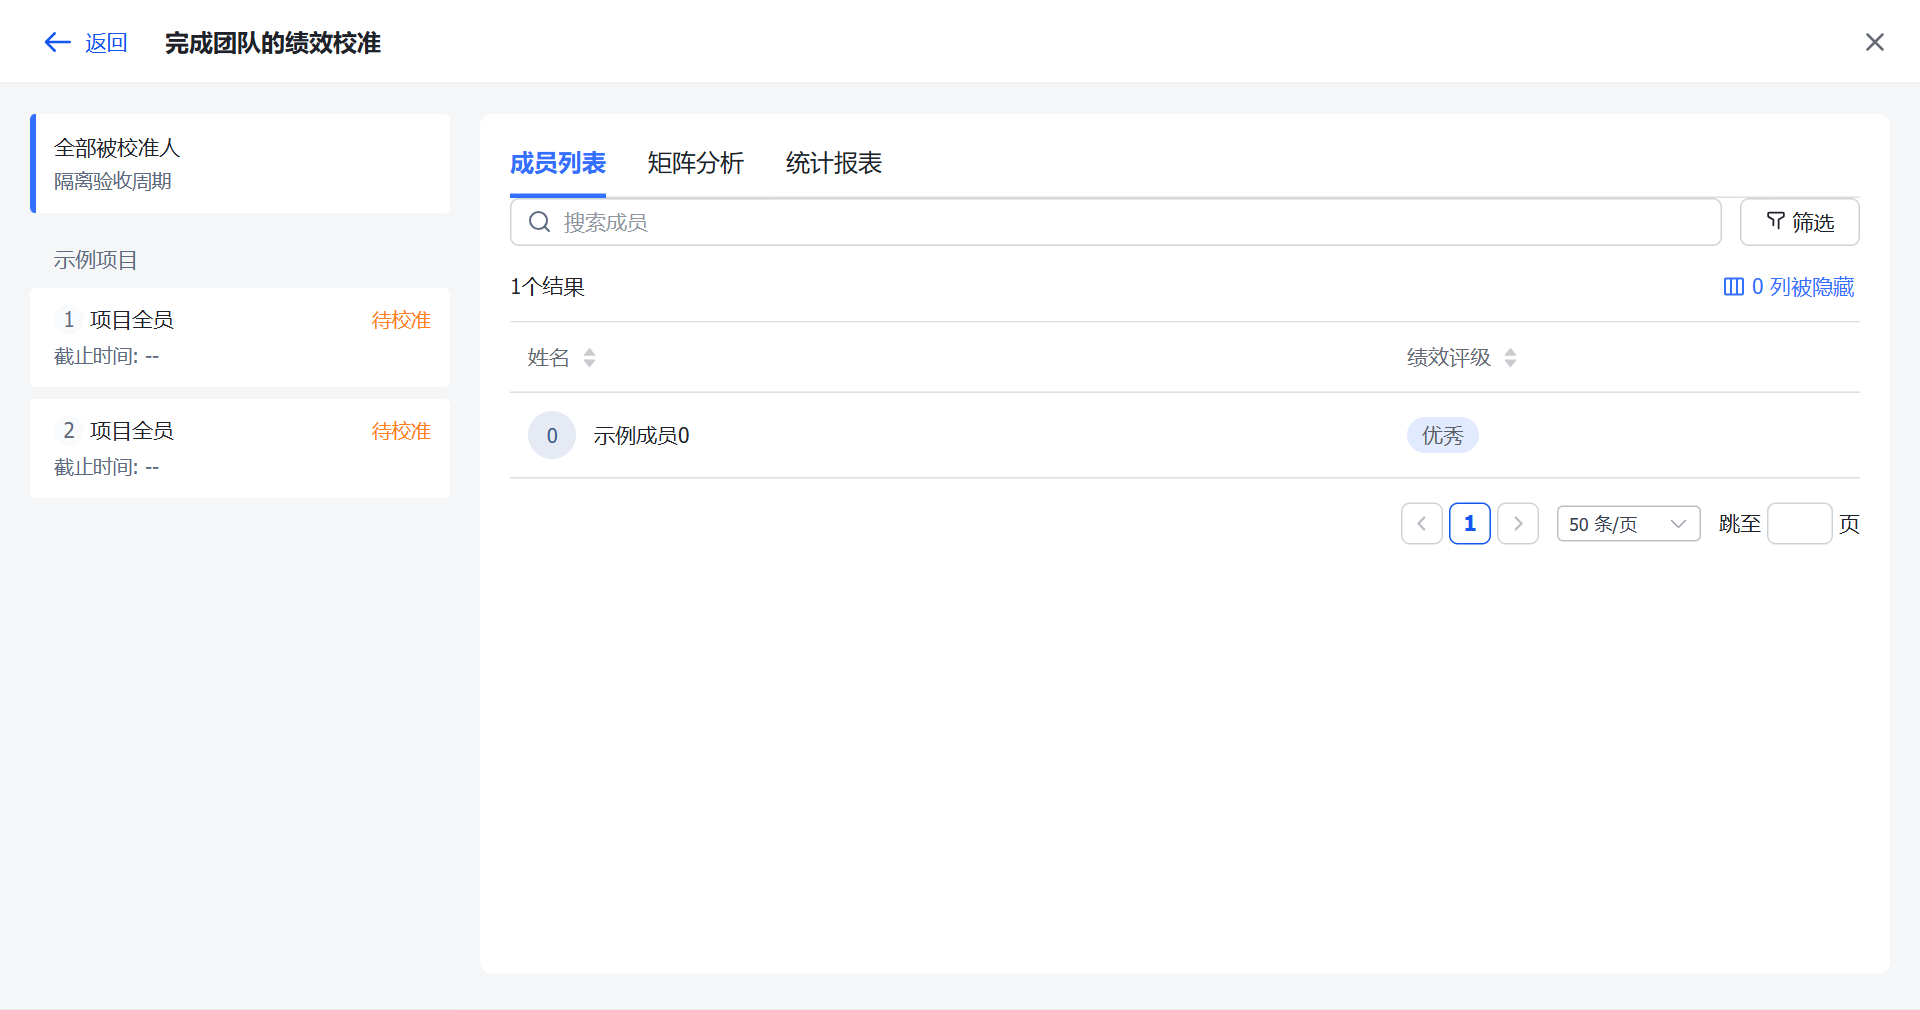 返回 完成团队的绩效校准
全部被校准人
隔离验收周期
示例项目
1 项目全员 待校准
截止时间: --
2 项目全员 待校准
截止时间: --
成员列表 矩阵分析 统计报表
搜索成员 筛选
1个结果 0 列被隐藏
姓名 绩效评级
0 示例成员0 优秀
1 50 条/页 跳至 页